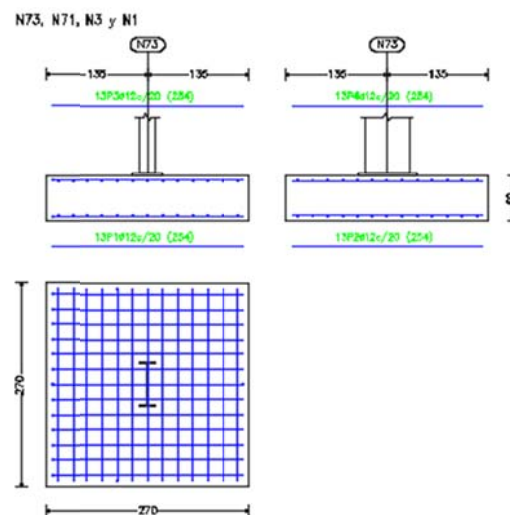 N73, N71, N3 y N1
N73
N73
135
135
135
135
13P3Ø12c/20 (254)
13P4Ø12c/20 (254)
13P1Ø12c/20 (254)
13P2Ø12c/20 (254)
270
270